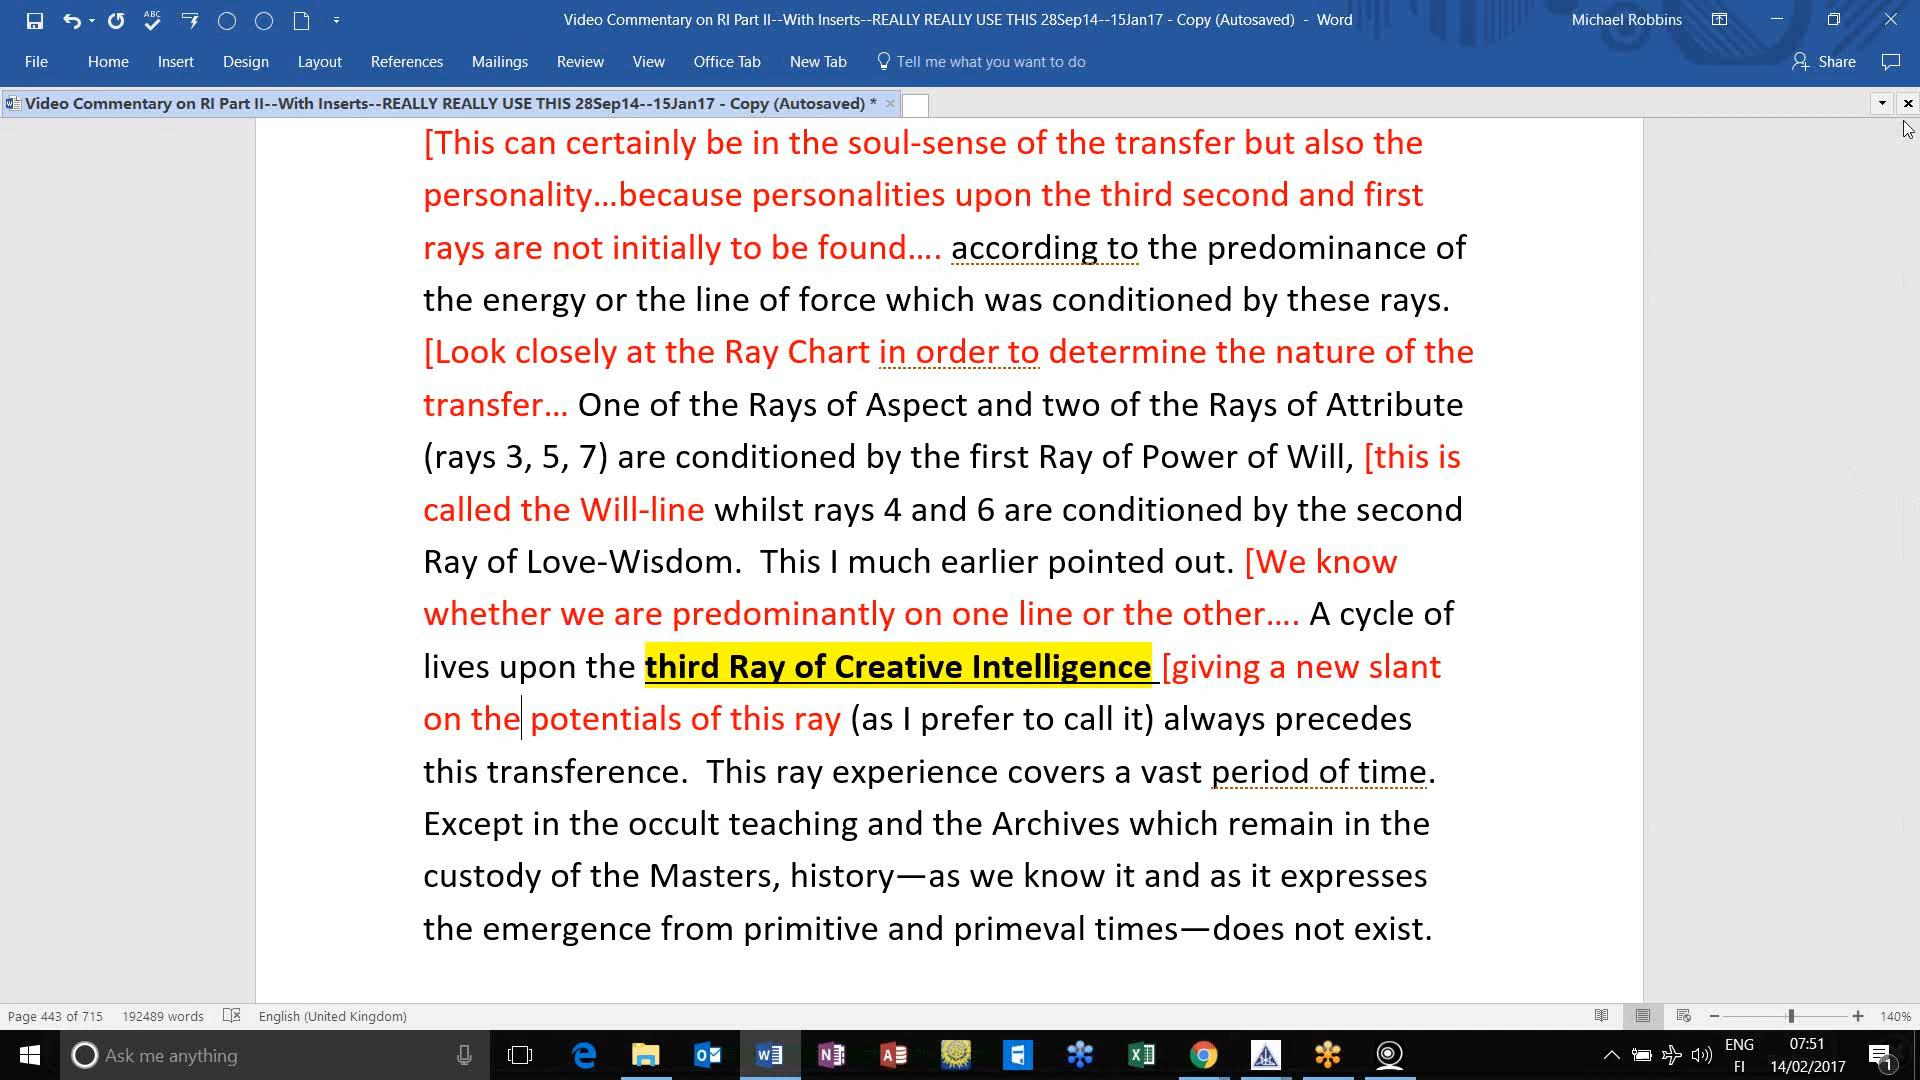 ABC
Video Commentary on RI Part II--With Inserts--REALLY REALLY USE THIS 28Sep14--15Jan17 - Copy (Autosaved) - Word
Michael Robbins
File Home Insert Design Layout References Mailings Review View Office Tab New Tab Tell me what you want to do Share
Video Commentary on RI Part II--With Inserts--REALLY REALLY USE THIS 28Sep14--15Jan17 - Copy (Autosaved) *
[This can certainly be in the soul-sense of the transfer but also the
personality…because personalities upon the third second and first
rays are not initially to be found…. according to the predominance of
the energy or the line of force which was conditioned by these rays.
[Look closely at the Ray Chart in order to determine the nature of the
transfer… One of the Rays of Aspect and two of the Rays of Attribute
(rays 3, 5, 7) are conditioned by the first Ray of Power of Will, [this is
called the Will-line whilst rays 4 and 6 are conditioned by the second
Ray of Love-Wisdom.  This I much earlier pointed out. [We know
whether we are predominantly on one line or the other…. A cycle of
lives upon the third Ray of Creative Intelligence [giving a new slant
on the potentials of this ray (as I prefer to call it) always precedes
this transference.  This ray experience covers a vast period of time.
Except in the occult teaching and the Archives which remain in the
custody of the Masters, history—as we know it and as it expresses
the emergence from primitive and primeval times—does not exist.
Page 443 of 715 192489 words English (United Kingdom) 140%
Ask me anything
ENG
FI
07:51
14/02/2017
1